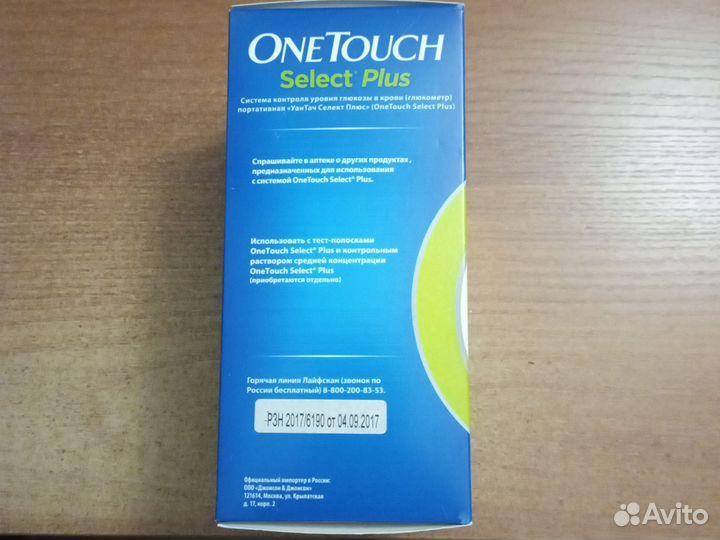 ONETOUCH
Select® Plus
Система контроля уровня глюкозы в крови (глюкометр)
портативная «УанТач Селект Плюс» (OneTouch Select Plus)
Спрашивайте в аптеке о других продуктах,
предназначенных для использования
с системой OneTouch Select® Plus.
Использовать с тест-полосками
OneTouch Select® Plus и контрольным
раствором средней концентрации
OneTouch Select® Plus
(приобретаются отдельно)
Горячая линия Лайфскан (звонок по
России бесплатный) 8-800-200-83-53.
-РЗН 2017/6190 от 04.09.2017
Официальный импортер в России:
ООО «Джонсон & Джонсон»
121614, Москва, ул. Крылатская
д. 17, корп. 2
Avito